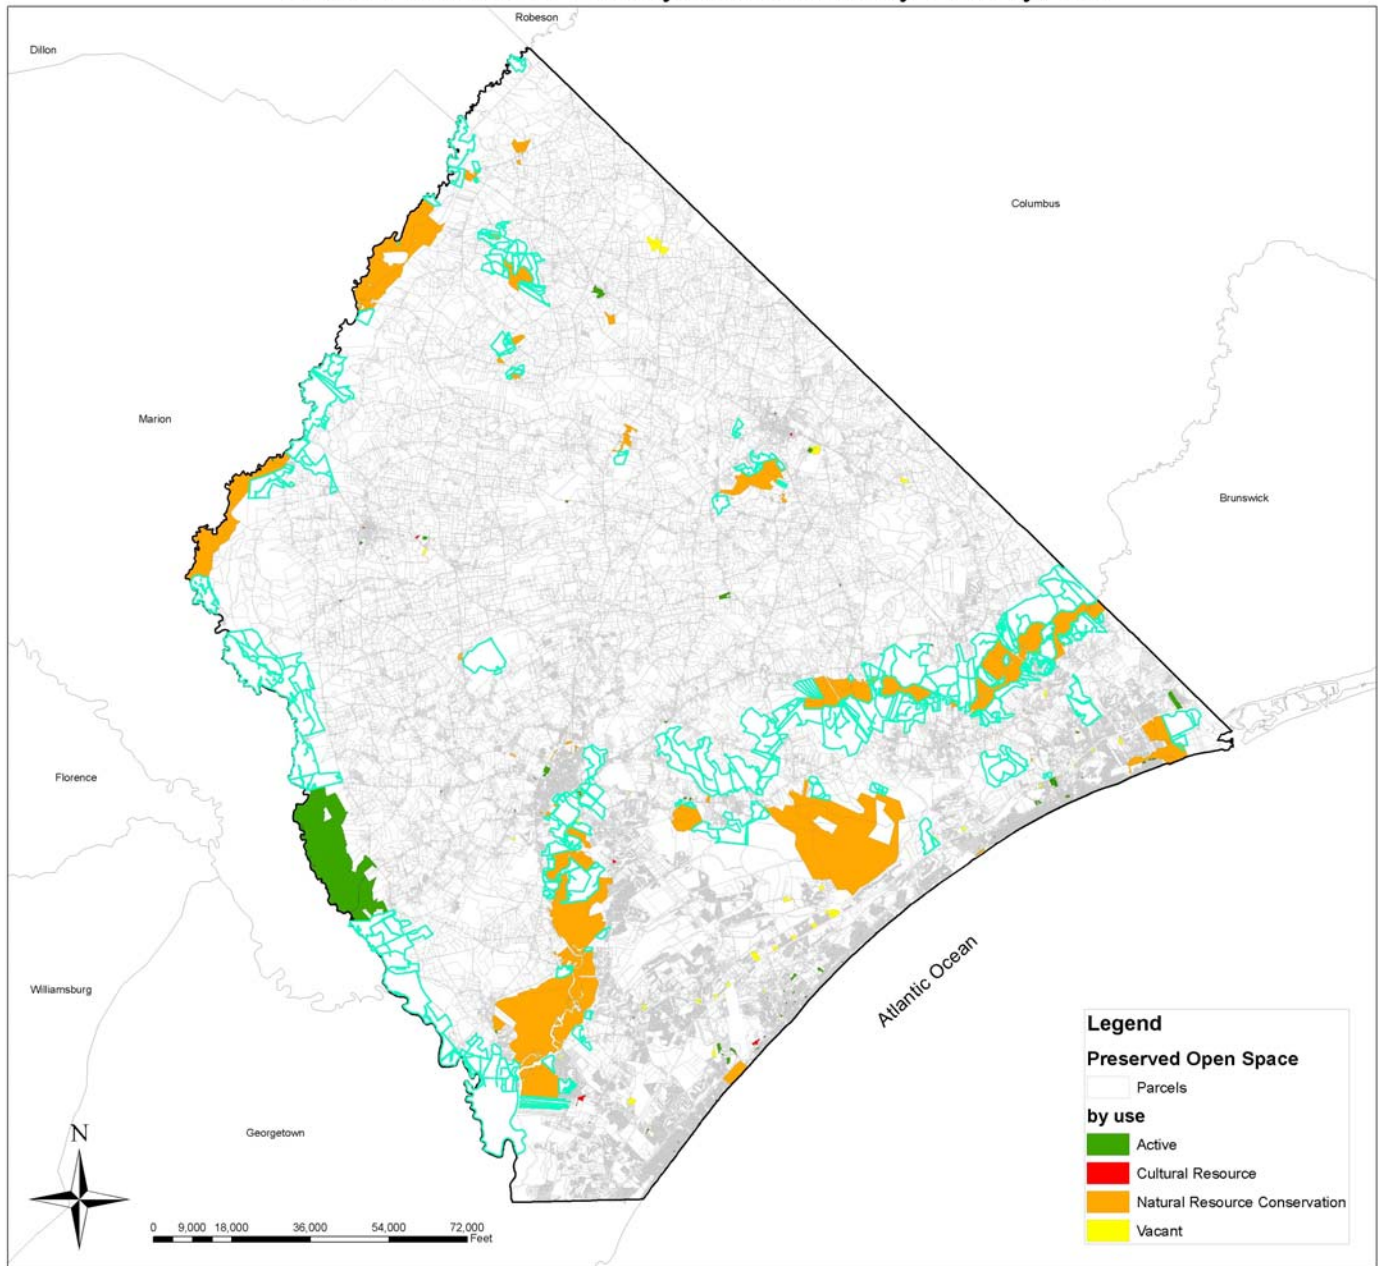 Robeson
Dillon
Columbus
Marion
Brunswick
Florence
Williamsburg
Atlantic Ocean
Georgetown
N
0 9,000 18,000 36,000 54,000 72,000
Feet
Legend
Preserved Open Space
Parcels
by use
Active
Cultural Resource
Natural Resource Conservation
Vacant